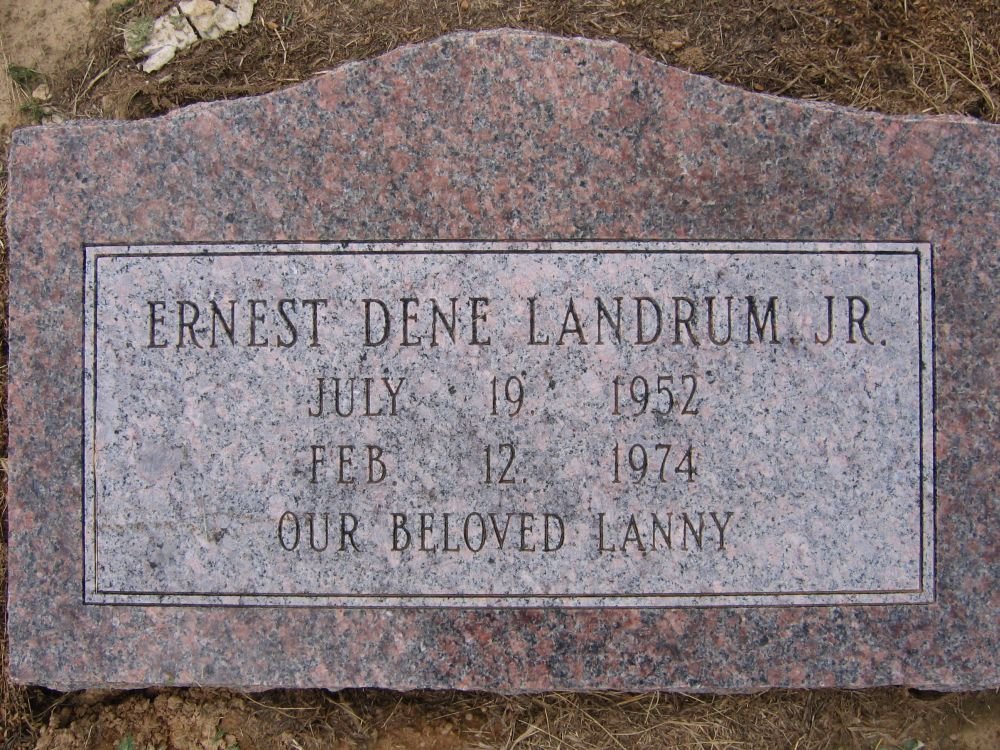 ERNEST DENE LANDRUM, JR.
JULY 19, 1952
FEB. 12, 1974
OUR BELOVED LANNY